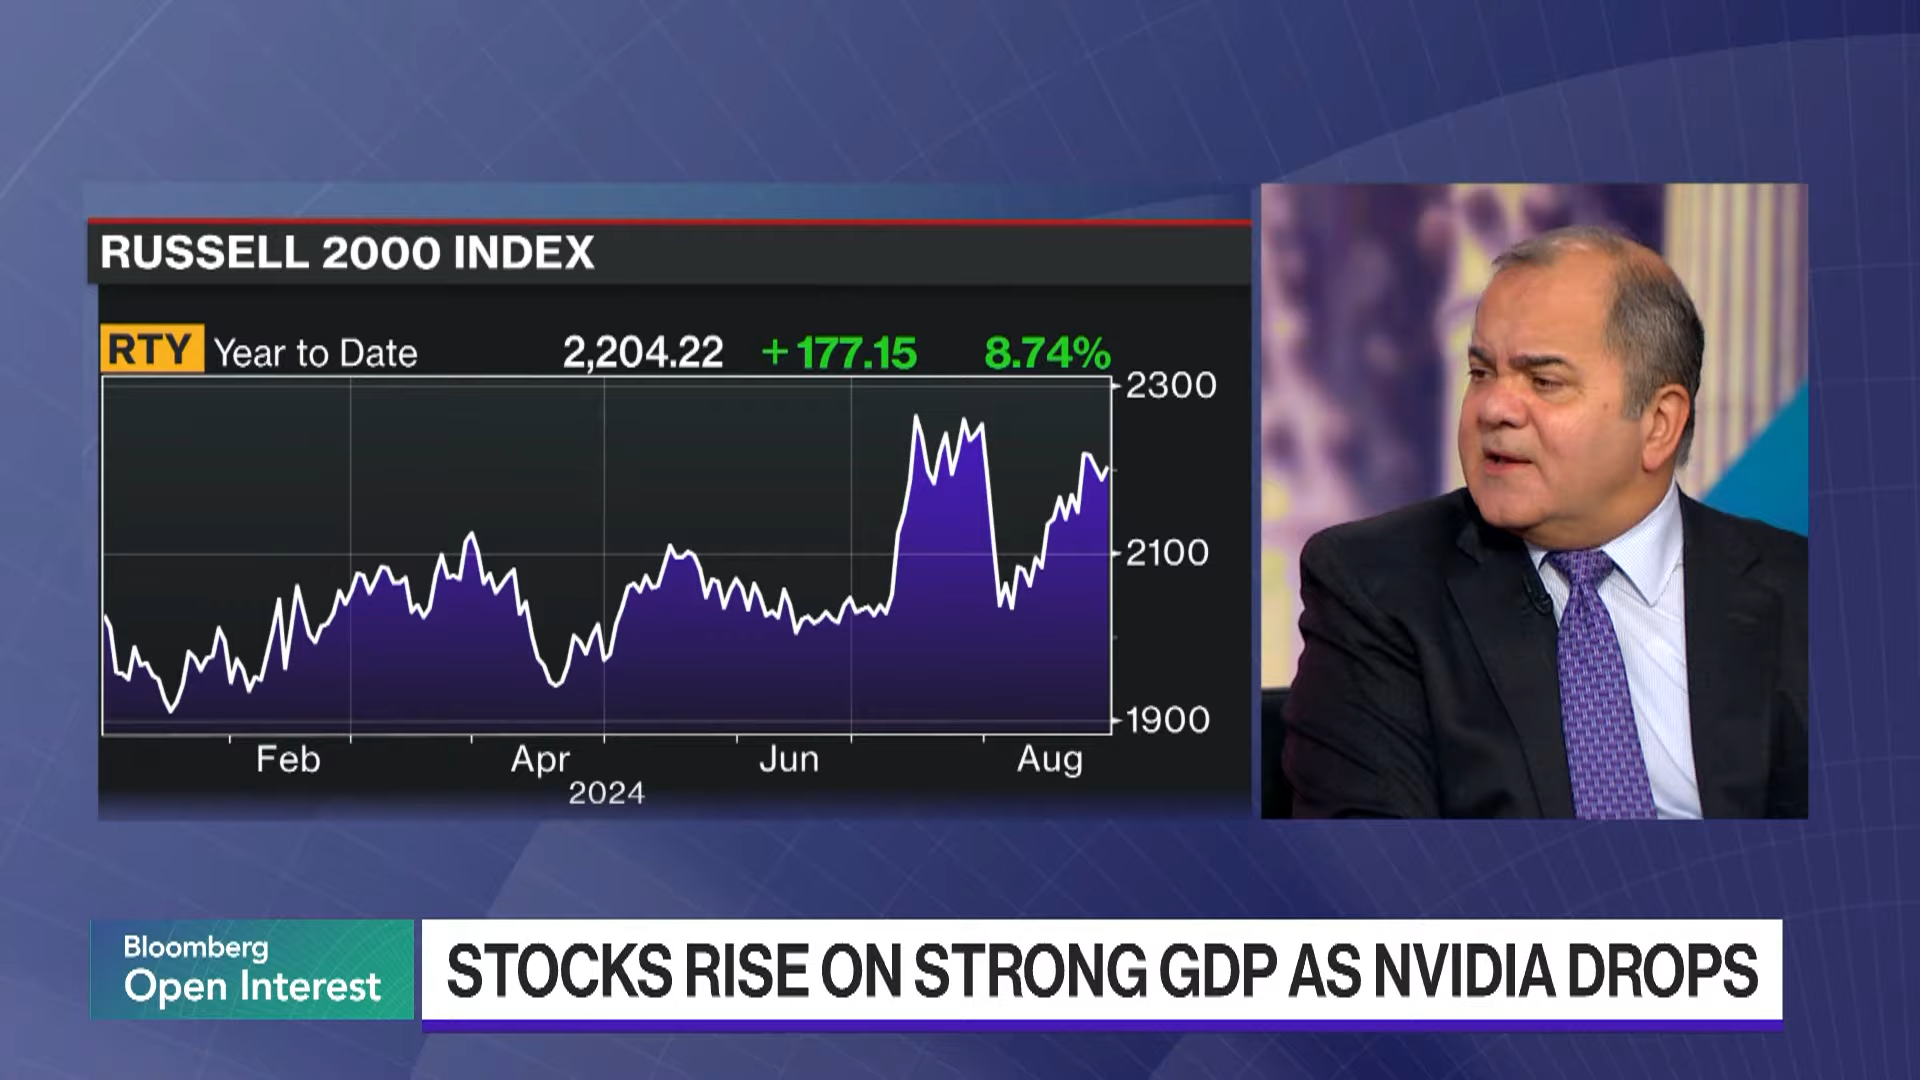 RUSSELL 2000 INDEX
RTY Year to Date 2,204.22 +177.15 8.74%
2300
2100
1900
Feb Apr Jun Aug
2024
Bloomberg
Open Interest
STOCKS RISE ON STRONG GDP AS NVIDIA DROPS